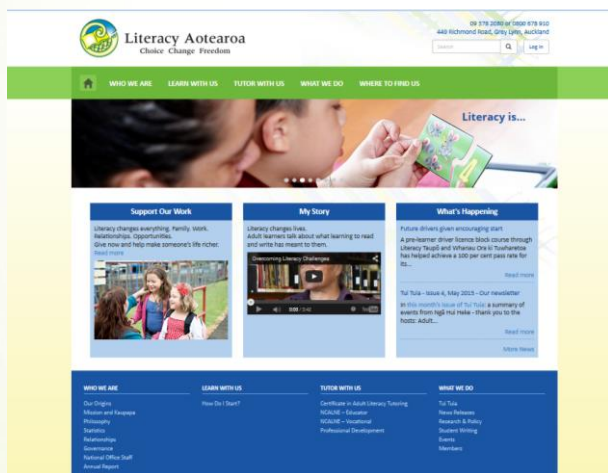 Literacy Aotearoa
Choice Change Freedom
09 378 2089 or 0800 678 910
449 Richmond Road, Grey Lynn, Auckland
Search
Log in
WHO WE ARE LEARN WITH US TUTOR WITH US WHAT WE DO WHERE TO FIND US
Literacy is...
Support Our Work
Literacy changes everything. Family. Work.
Relationships. Opportunities.
Give now and help make someone's life richer.
Read more
My Story
Literacy changes lives.
Adult learners talk about what learning to read
and write has meant to them.
Overcoming Literacy Challenges
0:00 / 5:42
YouTube
What's Happening
Future drivers given encouraging start
A pre-learner driver licence block course through
Literacy Taupō and Whanau Ora ki Tuwharetoa
has helped achieve a 100 per cent pass rate for
its...
Read more
Tui Tuia - Issue 4, May 2015 - Our newsletter
In this month's issue of Tui Tuia: a summary of
events from Ngā Hui Heke - thank you to the
hosts: Adult...
Read more
More News
WHO WE ARE
Our Origins
Mission and Kaupapa
Philosophy
Statistics
Relationships
Governance
National Office Staff
Annual Report
LEARN WITH US
How Do I Start?
TUTOR WITH US
Certificate in Adult Literacy Tutoring
NCALNE – Educator
NCALNE – Vocational
Professional Development
WHAT WE DO
Tui Tuia
News Releases
Research & Policy
Student Writing
Events
Members